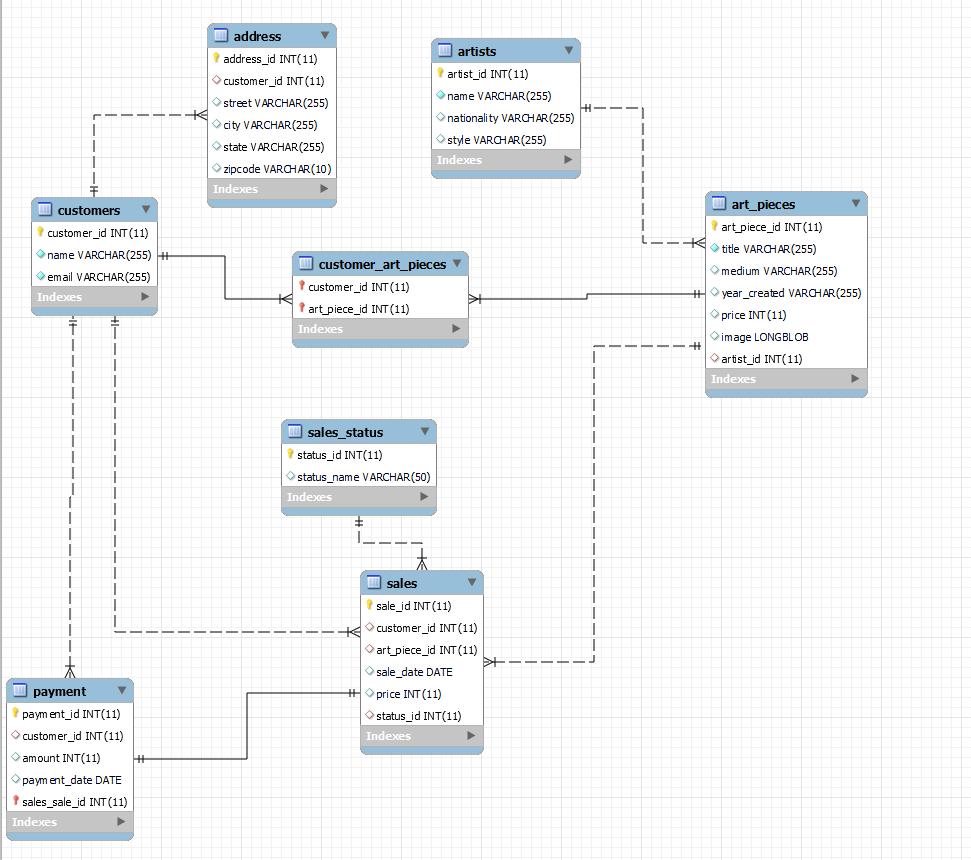 address
address_id INT(11)
customer_id INT(11)
street VARCHAR(255)
city VARCHAR(255)
state VARCHAR(255)
zipcode VARCHAR(10)
Indexes
artists
artist_id INT(11)
name VARCHAR(255)
nationality VARCHAR(255)
style VARCHAR(255)
Indexes
customers
customer_id INT(11)
name VARCHAR(255)
email VARCHAR(255)
Indexes
customer_art_pieces
customer_id INT(11)
art_piece_id INT(11)
Indexes
art_pieces
art_piece_id INT(11)
title VARCHAR(255)
medium VARCHAR(255)
year_created VARCHAR(255)
price INT(11)
image LONGBLOB
artist_id INT(11)
Indexes
sales_status
status_id INT(11)
status_name VARCHAR(50)
Indexes
sales
sale_id INT(11)
customer_id INT(11)
art_piece_id INT(11)
sale_date DATE
price INT(11)
status_id INT(11)
Indexes
payment
payment_id INT(11)
customer_id INT(11)
amount INT(11)
payment_date DATE
sales_sale_id INT(11)
Indexes